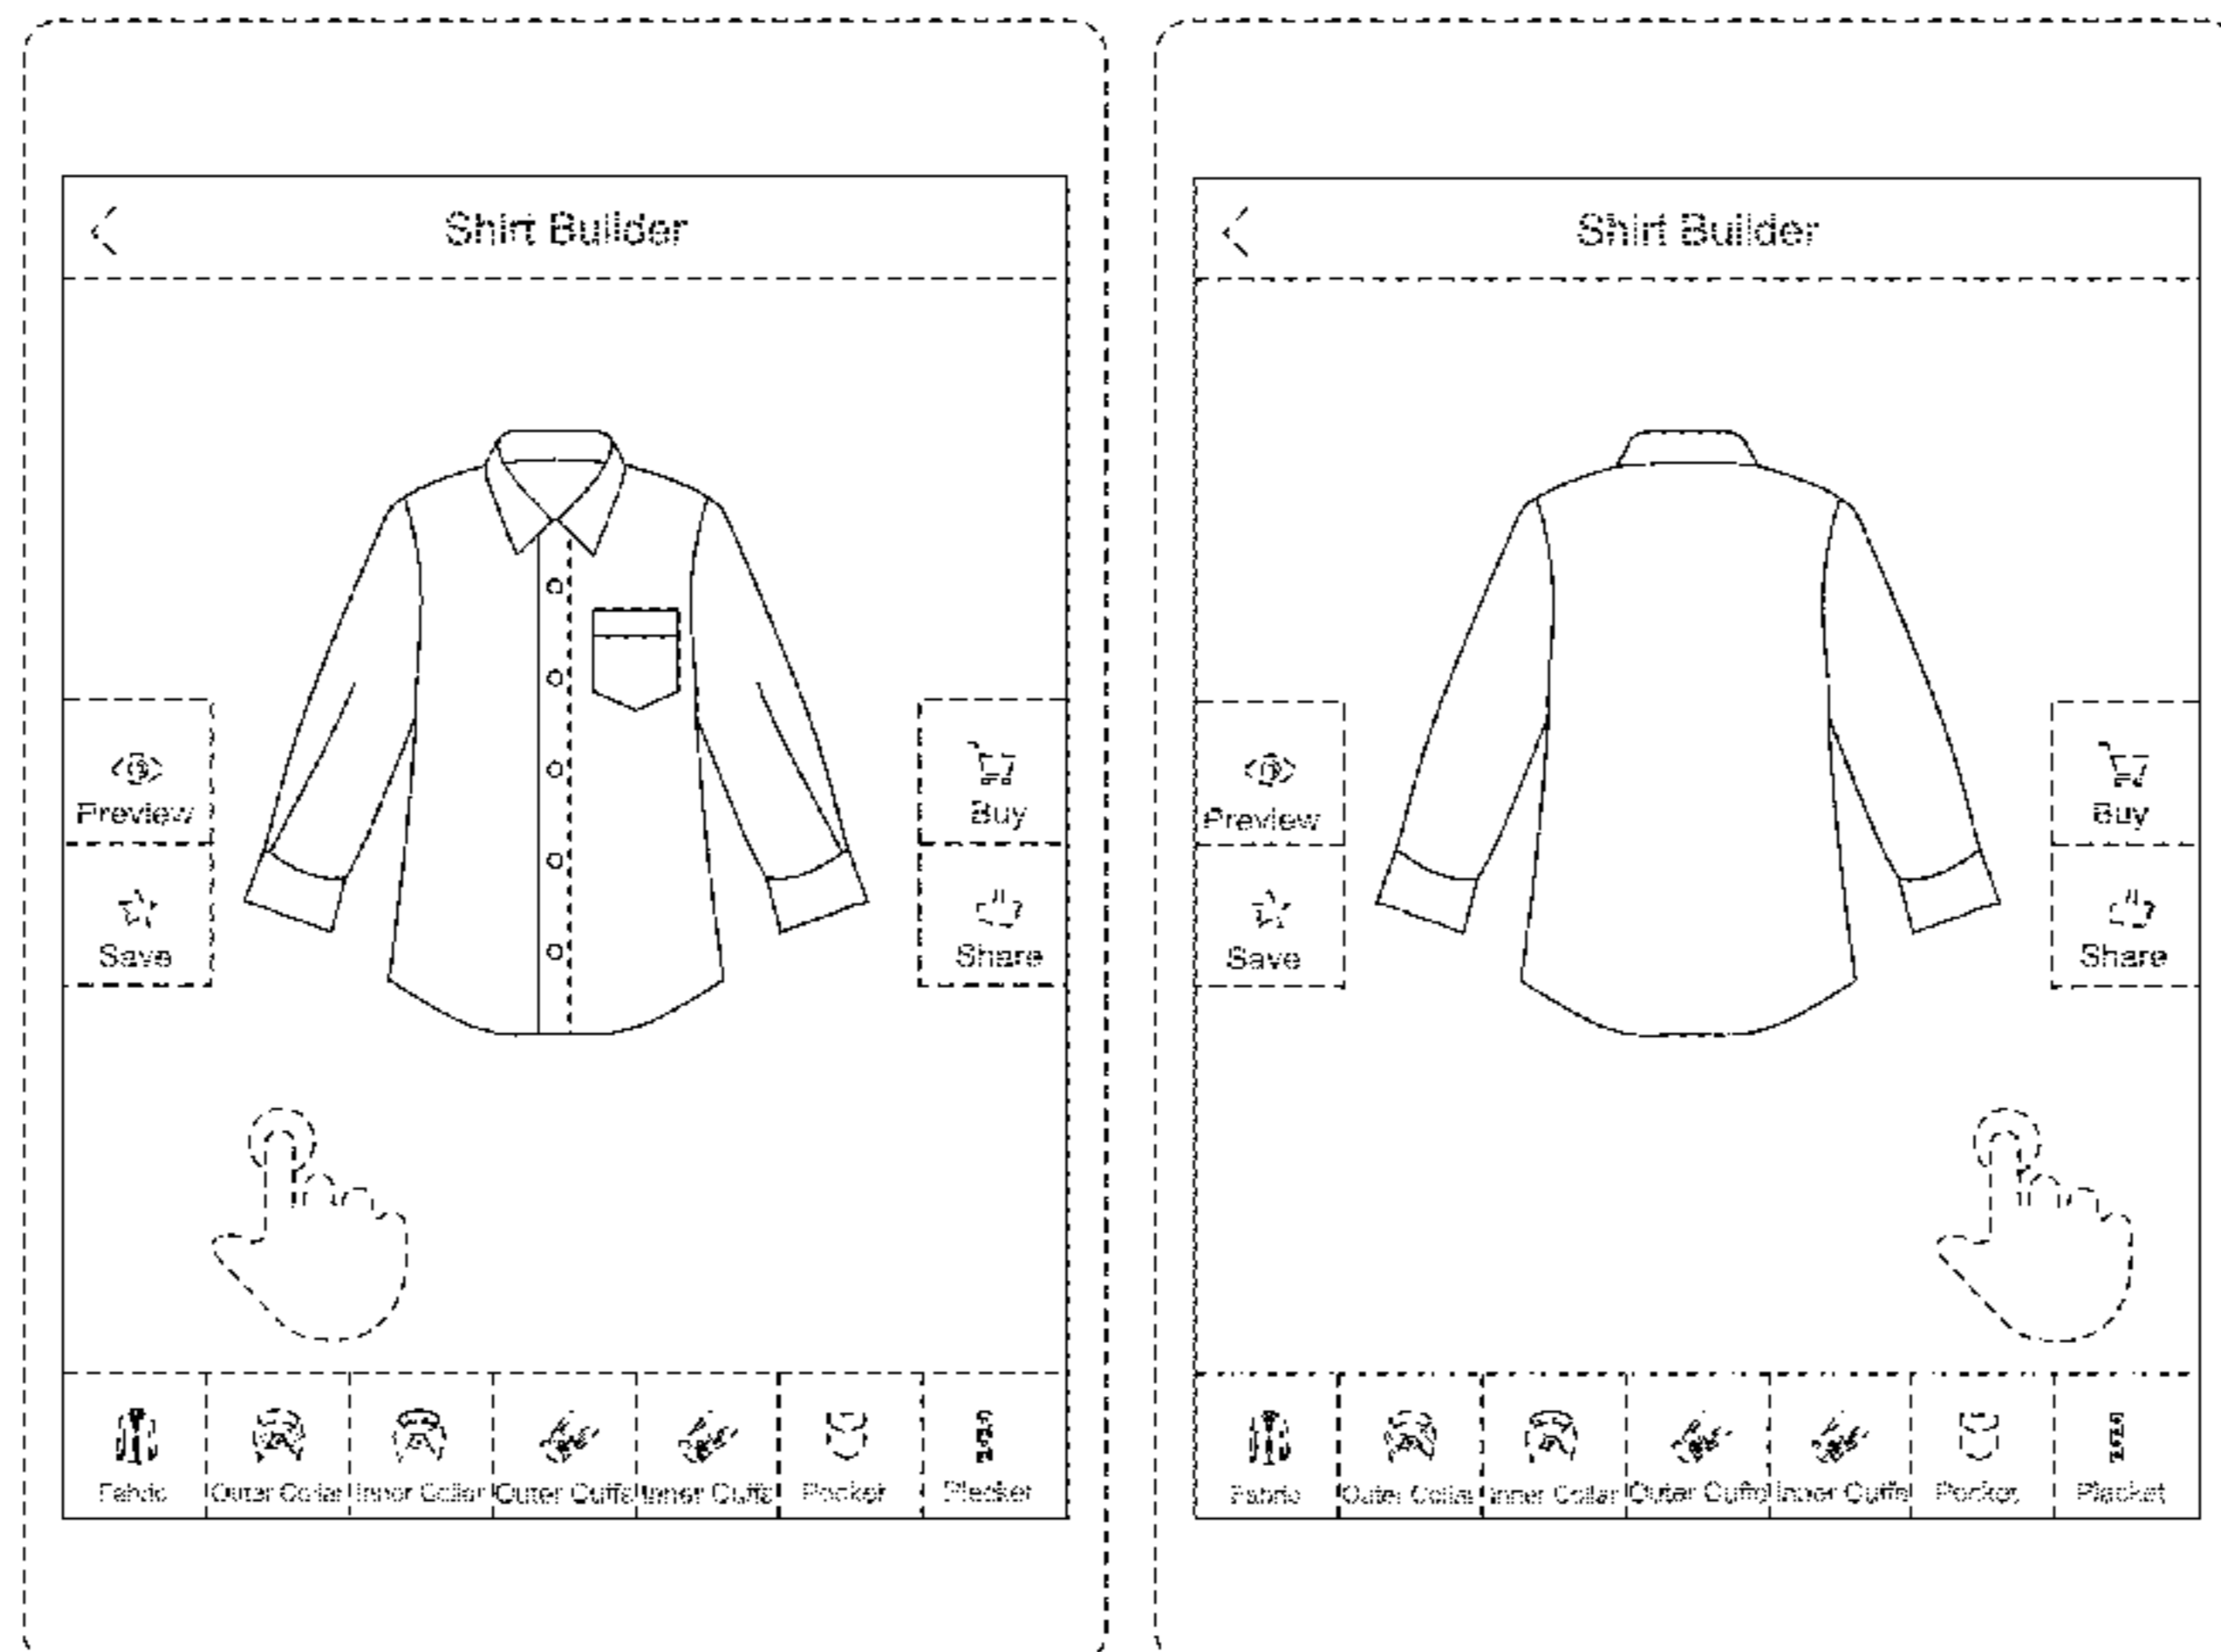 Shirt Builder
Preview
Buy
Save
Share
Fabric Outer Collar Inner Collar Outer Cuffs Inner Cuffs Pocket Placket
Shirt Builder
Preview
Buy
Save
Share
Fabric Outer Collar Inner Collar Outer Cuffs Inner Cuffs Pocket Placket